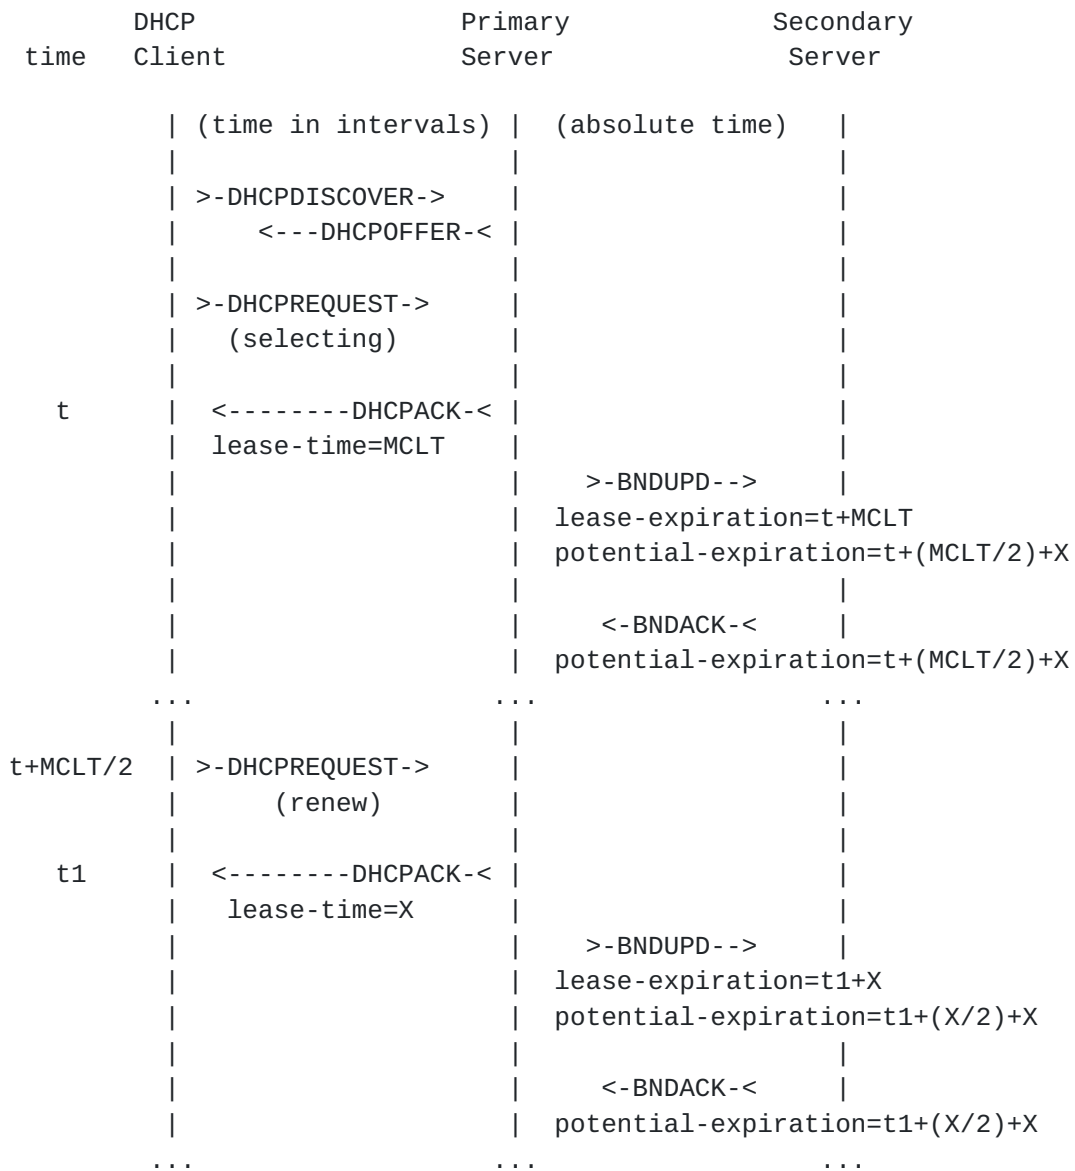 DHCP                 Primary             Secondary
 time   Client               Server               Server

          | (time in intervals) |  (absolute time)   |
          |                     |                    |
          | >-DHCPDISCOVER->    |                    |
          |     <---DHCPOFFER-< |                    |
          |                     |                    |
          | >-DHCPREQUEST->     |                    |
          |   (selecting)       |                    |
          |                     |                    |
   t      |  <--------DHCPACK-< |                    |
          |  lease-time=MCLT    |                    |
          |                     |    >-BNDUPD-->     |
          |                     |  lease-expiration=t+MCLT
          |                     |  potential-expiration=t+(MCLT/2)+X
          |                     |                    |
          |                     |     <-BNDACK-<     |
          |                     |  potential-expiration=t+(MCLT/2)+X
         ...                   ...                  ...
          |                     |                    |
t+MCLT/2  | >-DHCPREQUEST->     |                    |
          |      (renew)        |                    |
          |                     |                    |
   t1     |  <--------DHCPACK-< |                    |
          |   lease-time=X      |                    |
          |                     |    >-BNDUPD-->     |
          |                     |  lease-expiration=t1+X
          |                     |  potential-expiration=t1+(X/2)+X
          |                     |                    |
          |                     |     <-BNDACK-<     |
          |                     |  potential-expiration=t1+(X/2)+X
         ...                   ...                  ...